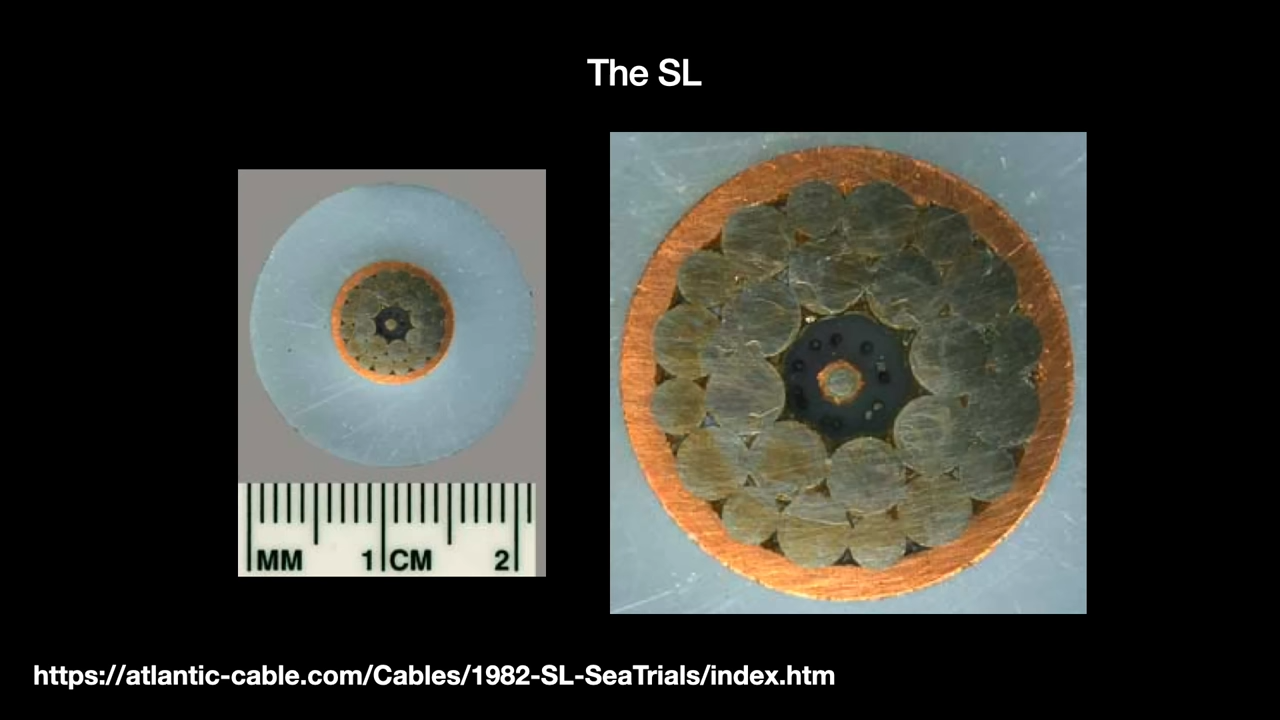 The SL
MM 1 CM 2
https://atlantic-cable.com/Cables/1982-SL-SeaTrials/index.htm